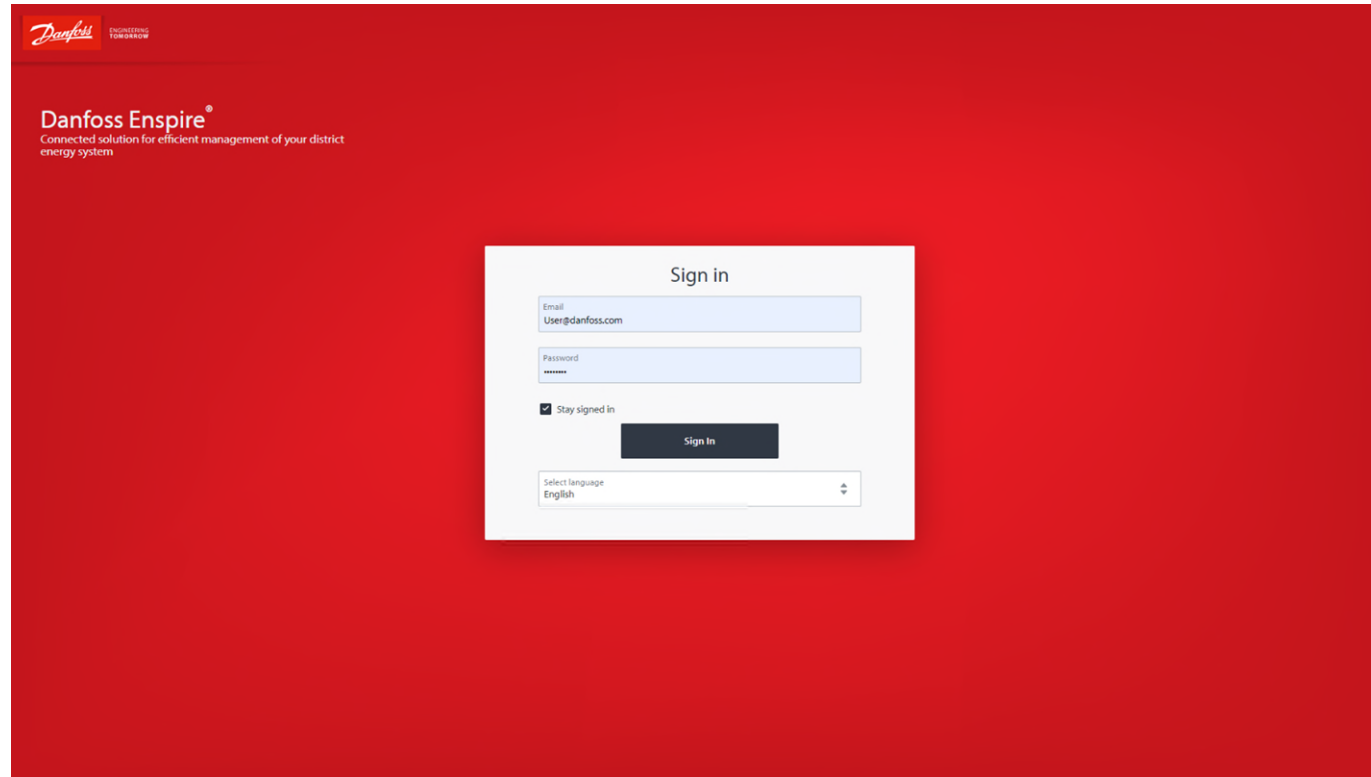 Danfoss
ENGINEERING
TOMORROW
Danfoss Enspire®
Connected solution for efficient management of your district
energy system
Sign in
Email
User@danfoss.com
Password
••••••••
Stay signed in
Sign In
Select language
English